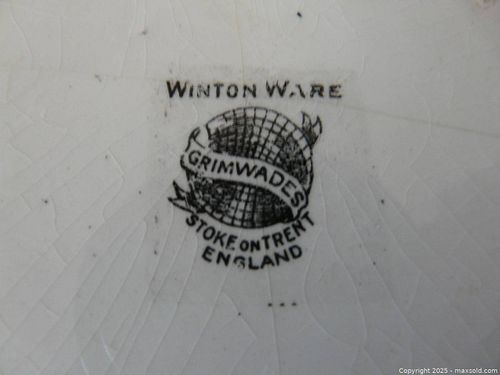 WINTON WARE
GRIMWADES
STOKE ON TRENT
ENGLAND
Copyright 2025 - maxsold.com